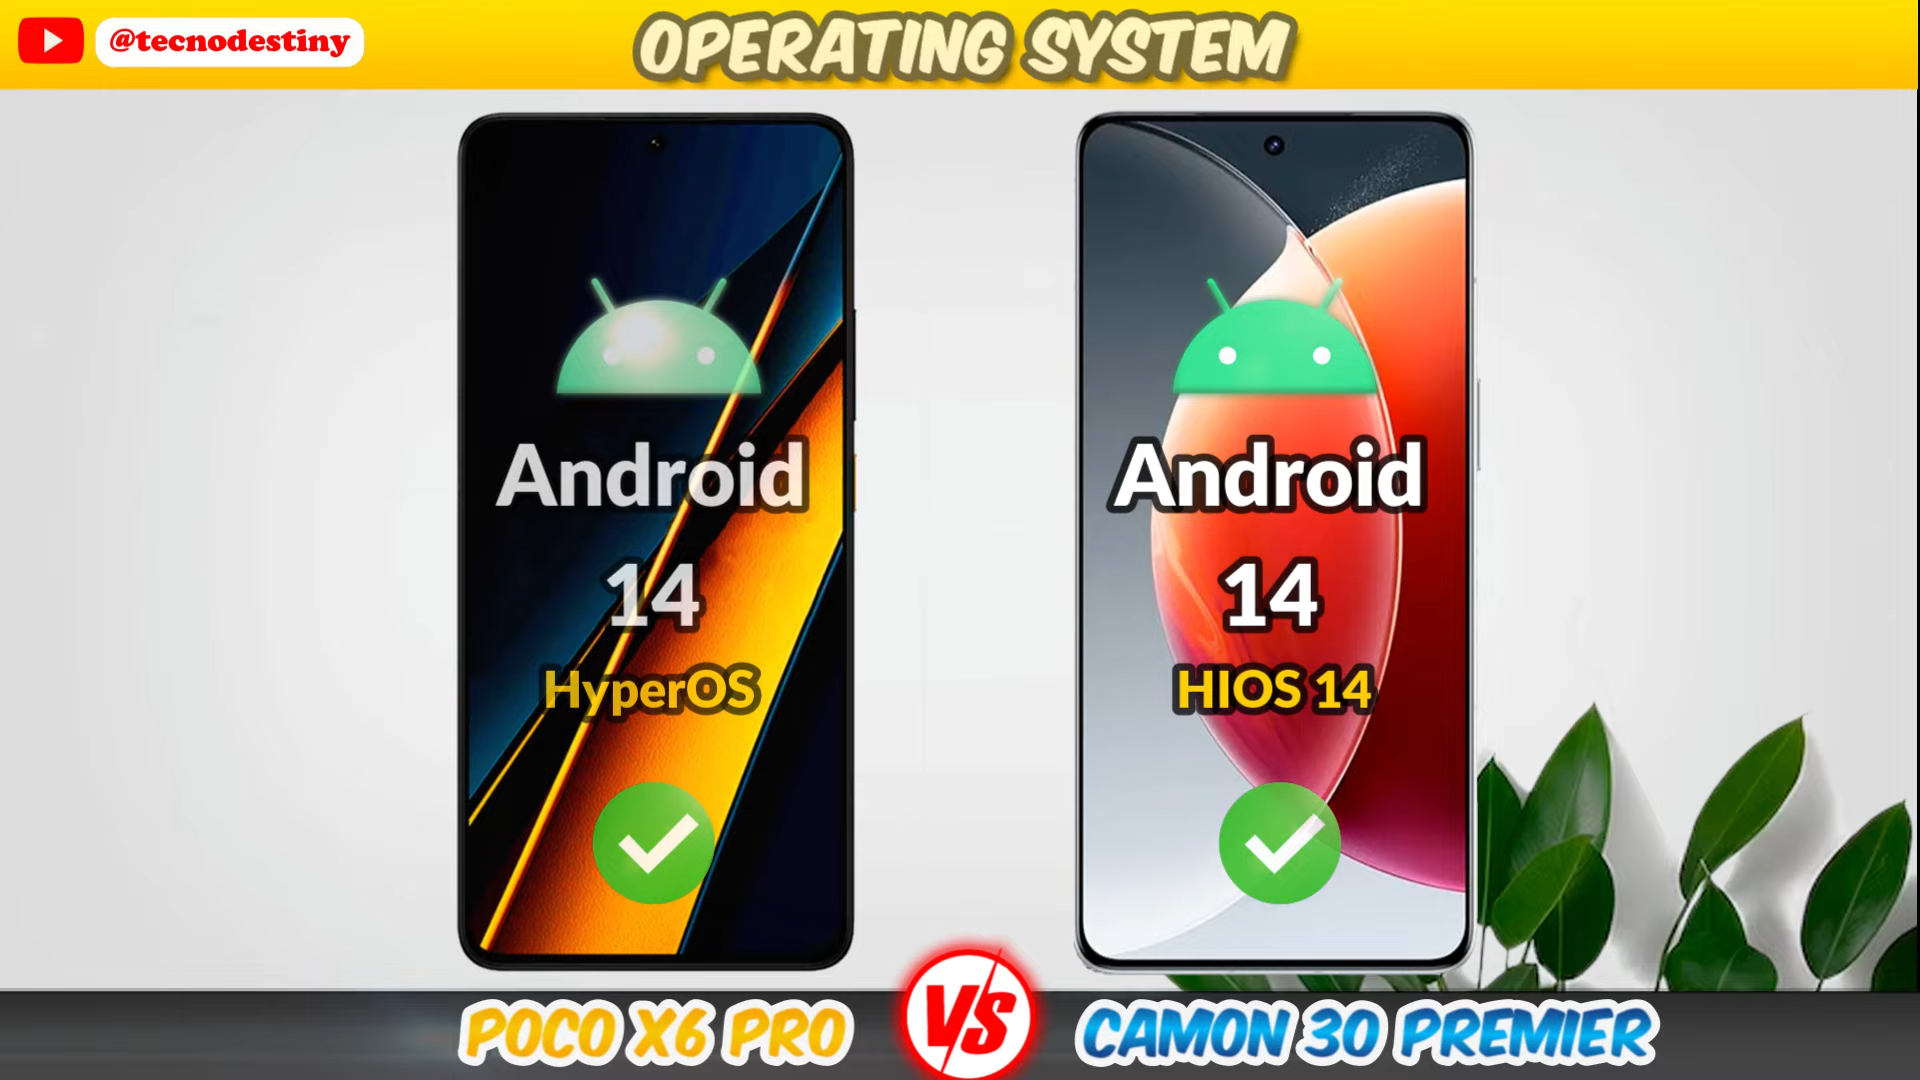 @tecnodestiny
OPERATING SYSTEM
Android
14
HyperOS
Android
14
HIOS 14
POCO X6 PRO
VS
CAMON 30 PREMIER